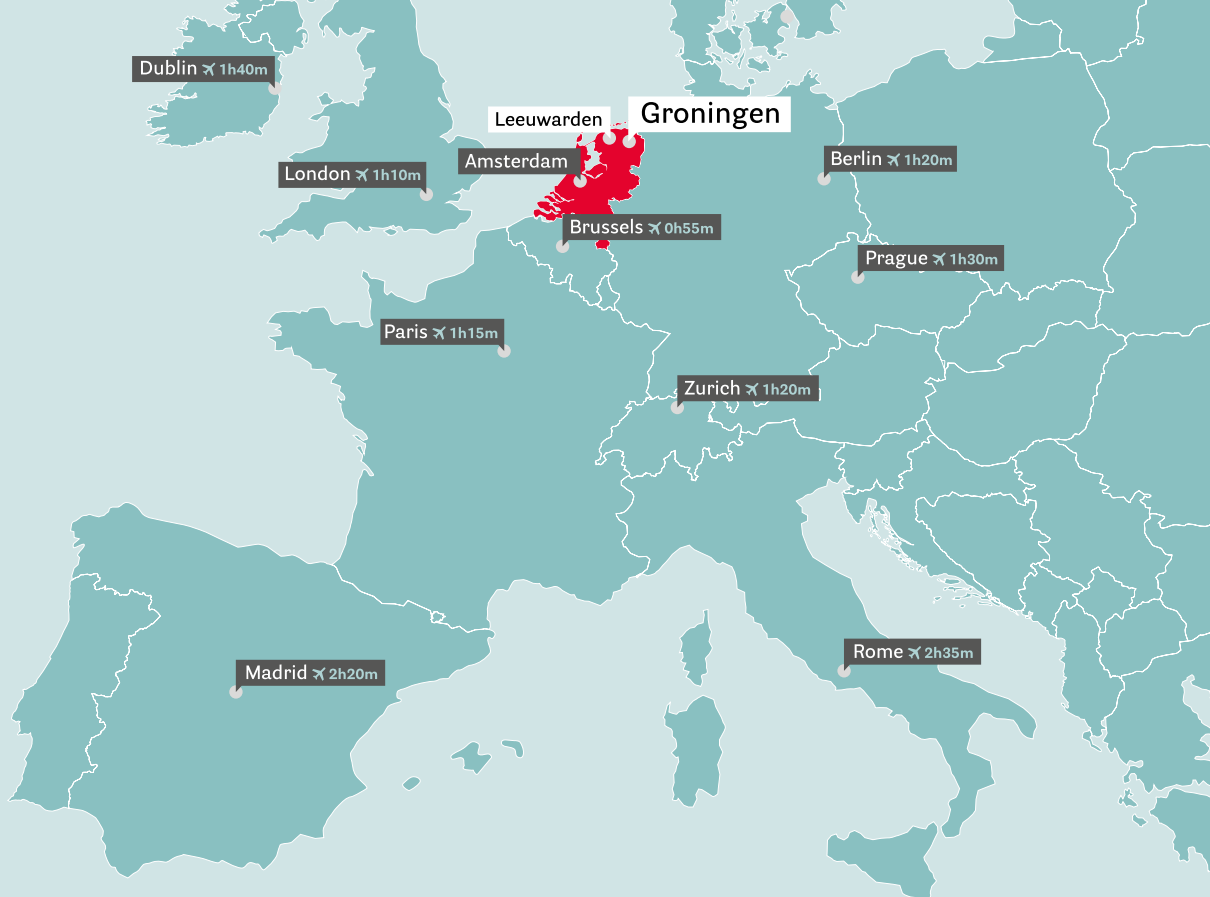 Dublin 1h40m
Groningen
Leeuwarden
Amsterdam
Berlin 1h20m
London 1h10m
Brussels 0h55m
Prague 1h30m
Paris 1h15m
Zurich 1h20m
Rome 2h35m
Madrid 2h20m